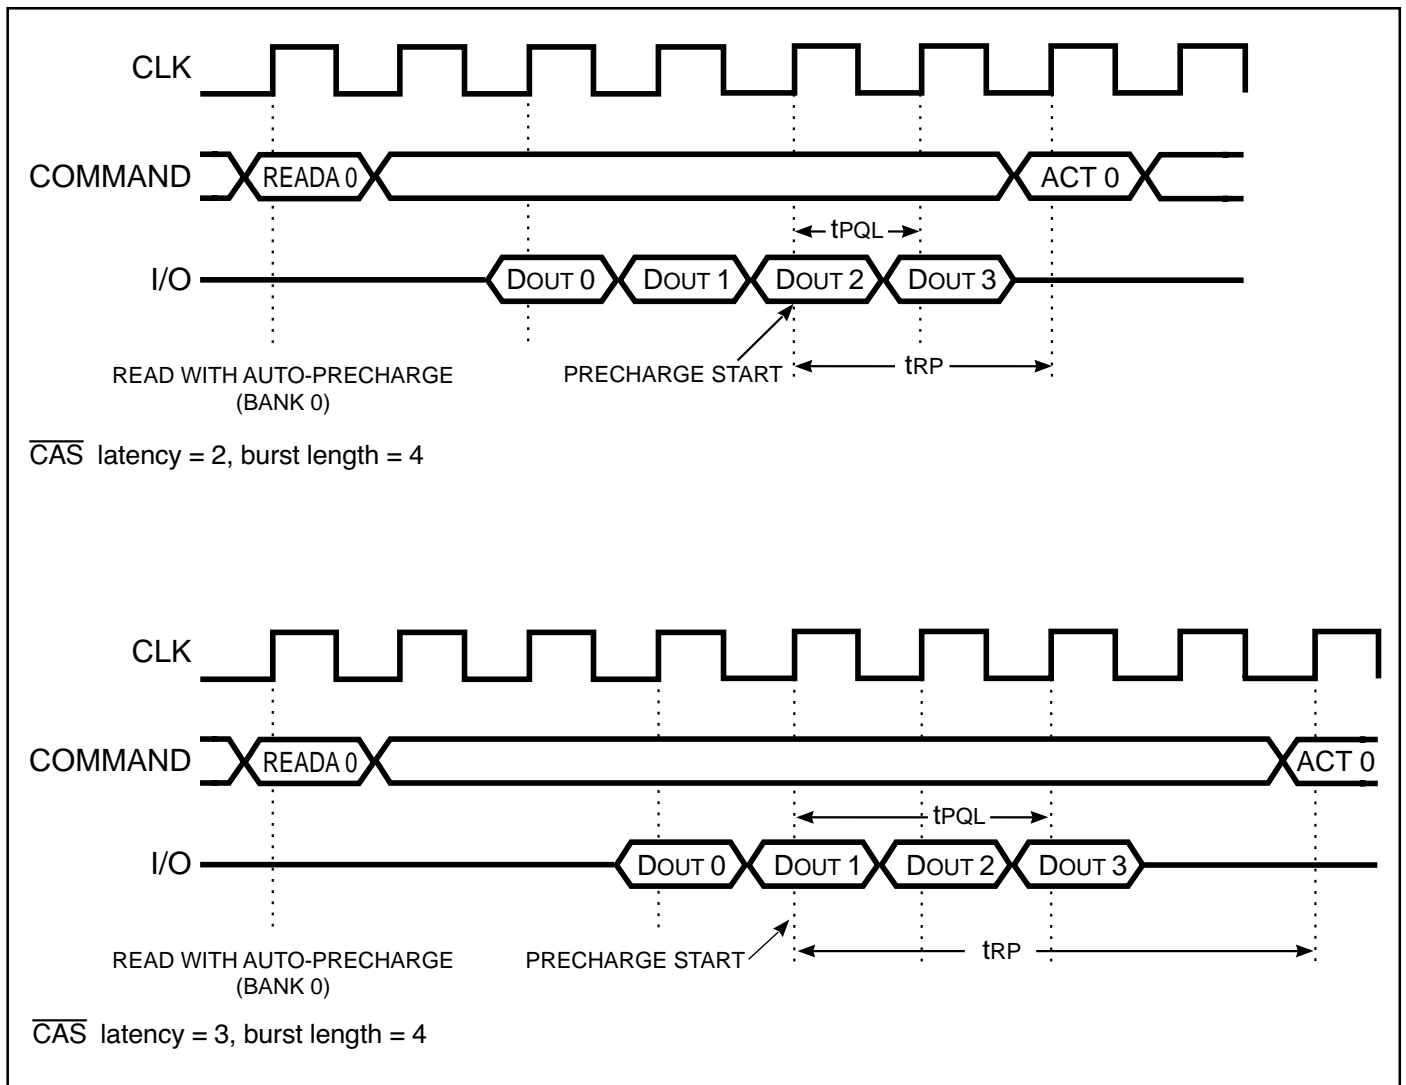 CLK
COMMAND
READA 0
ACT 0
tPQL
I/O
DOUT 0
DOUT 1
DOUT 2
DOUT 3
READ WITH AUTO-PRECHARGE
(BANK 0)
PRECHARGE START
tRP
CAS latency = 2, burst length = 4
CLK
COMMAND
READA 0
ACT 0
tPQL
I/O
DOUT 0
DOUT 1
DOUT 2
DOUT 3
READ WITH AUTO-PRECHARGE
(BANK 0)
PRECHARGE START
tRP
CAS latency = 3, burst length = 4